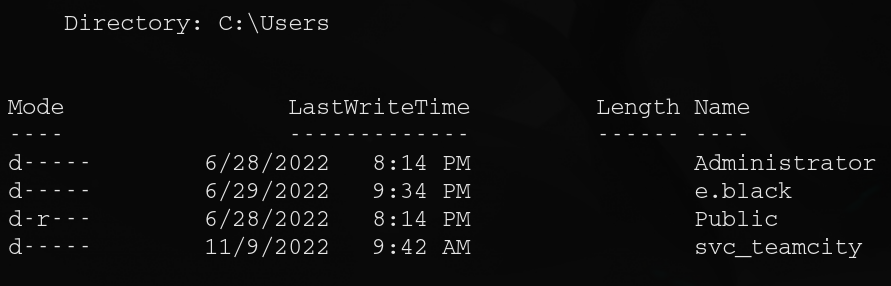 Directory: C:\Users
Mode LastWriteTime Length Name
---- ------------- ------ ----
d----- 6/28/2022 8:14 PM Administrator
d----- 6/29/2022 9:34 PM e.black
d-r--- 6/28/2022 8:14 PM Public
d----- 11/9/2022 9:42 AM svc_teamcity